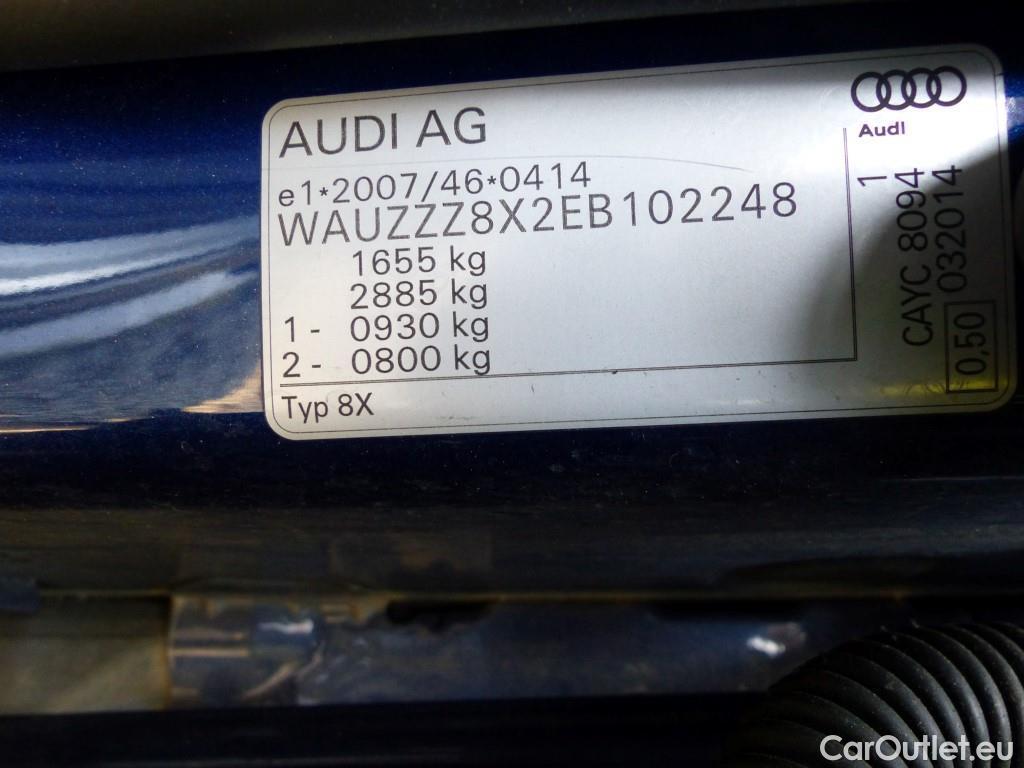 AUDI AG
e1*2007/46*0414
WAUZZZ8X2EB102248
1655 kg
2885 kg
1 - 0930 kg
2 - 0800 kg
Typ 8X
Audi
1
CAYC 8094
032014
0,50
CarOutlet.eu